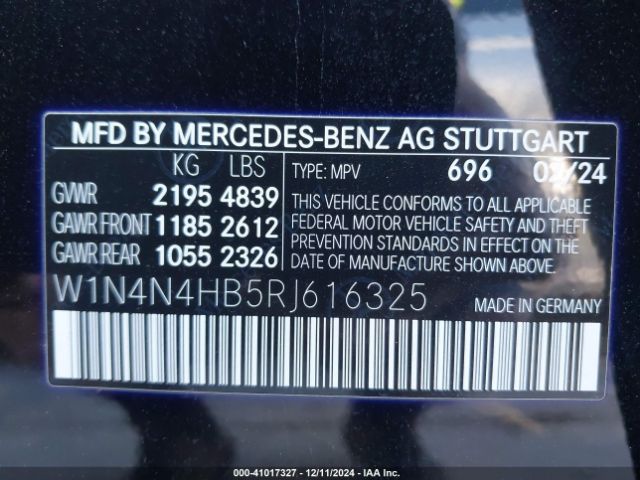 MFD BY MERCEDES-BENZ AG STUTTGART
KG LBS TYPE: MPV 696 02/24
GVWR 2195 4839
GAWR FRONT 1185 2612
GAWR REAR 1055 2326
THIS VEHICLE CONFORMS TO ALL APPLICABLE
FEDERAL MOTOR VEHICLE SAFETY AND THEFT
PREVENTION STANDARDS IN EFFECT ON THE
DATE OF MANUFACTURE SHOWN ABOVE.
W1N4N4HB5RJ616325 MADE IN GERMANY
000-41017327 - 12/11/2024 - IAA Inc.